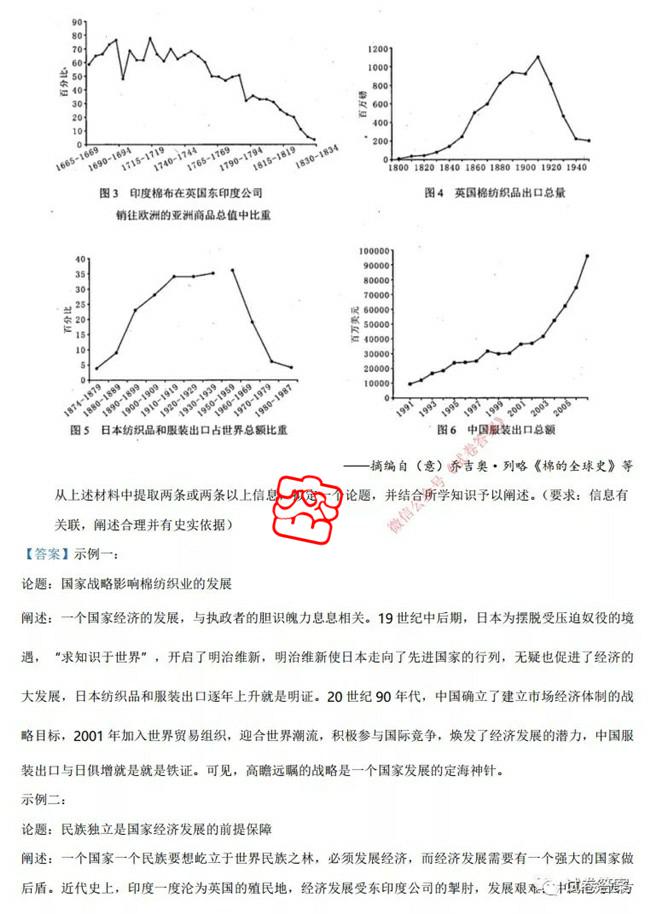 90
80
70
60
50
40
30
20
10
0
百分比
1665-1669
1690-1694
1715-1719
1740-1744
1765-1769
1790-1794
1815-1819
1830-1834
图3 印度棉布在英国东印度公司
销往欧洲的亚洲商品总值中比重
1200
1000
800
600
400
200
0
百万磅
1800 1820 1840 1860 1880 1900 1920 1940
图4 英国棉纺织品出口总量
40
35
30
25
20
15
10
5
0
百分比
1874-1879
1880-1889
1890-1899
1900-1909
1910-1919
1920-1929
1930-1939
1950-1959
1960-1969
1970-1979
1980-1987
图5 日本纺织品和服装出口占世界总额比重
100000
90000
80000
70000
60000
50000
40000
30000
20000
10000
0
百万美元
1991
1993
1995
1997
1999
2001
2003
2005
图6 中国服装出口总额
——摘编自（意）乔吉奥·列略《棉的全球史》等
从上述材料中提取两条或两条以上信息，拟定一个论题，并结合所学知识予以阐述。（要求：信息有
关联，阐述合理并有史实依据）
微信公众号《试卷答案》
【答案】示例一：
论题：国家战略影响棉纺织业的发展
阐述：一个国家经济的发展，与执政者的胆识魄力息息相关。19世纪中后期，日本为摆脱受压迫奴役的境
遇，“求知识于世界”，开启了明治维新，明治维新使日本走向了先进国家的行列，无疑也促进了经济的
大发展，日本纺织品和服装出口逐年上升就是明证。20世纪90年代，中国确立了建立市场经济体制的战
略目标，2001年加入世界贸易组织，迎合世界潮流，积极参与国际竞争，焕发了经济发展的潜力，中国服
装出口与日俱增就是就是铁证。可见，高瞻远瞩的战略是一个国家发展的定海神针。
示例二：
论题：民族独立是国家经济发展的前提保障
阐述：一个国家一个民族要想屹立于世界民族之林，必须发展经济，而经济发展需要有一个强大的国家做
后盾。近代史上，印度一度沦为英国的殖民地，经济发展受东印度公司的掣肘，发展艰难。中
试卷答案